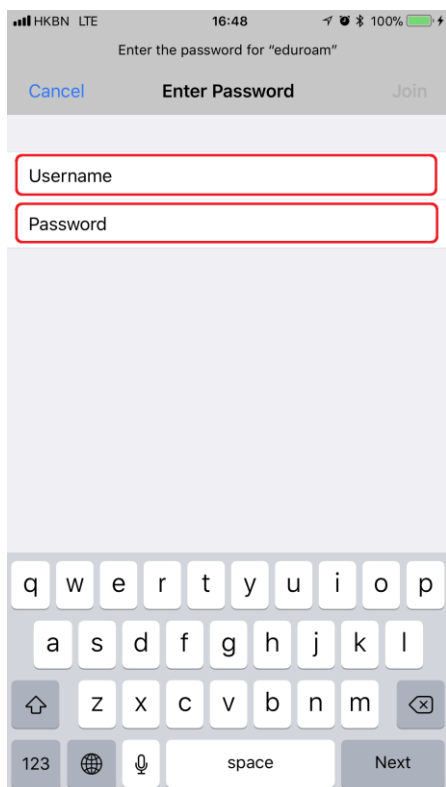 HKBN LTE 16:48 100%
Enter the password for “eduroam”
Cancel Enter Password Join
Username
Password
q w e r t y u i o p
a s d f g h j k l
z x c v b n m
123 space Next